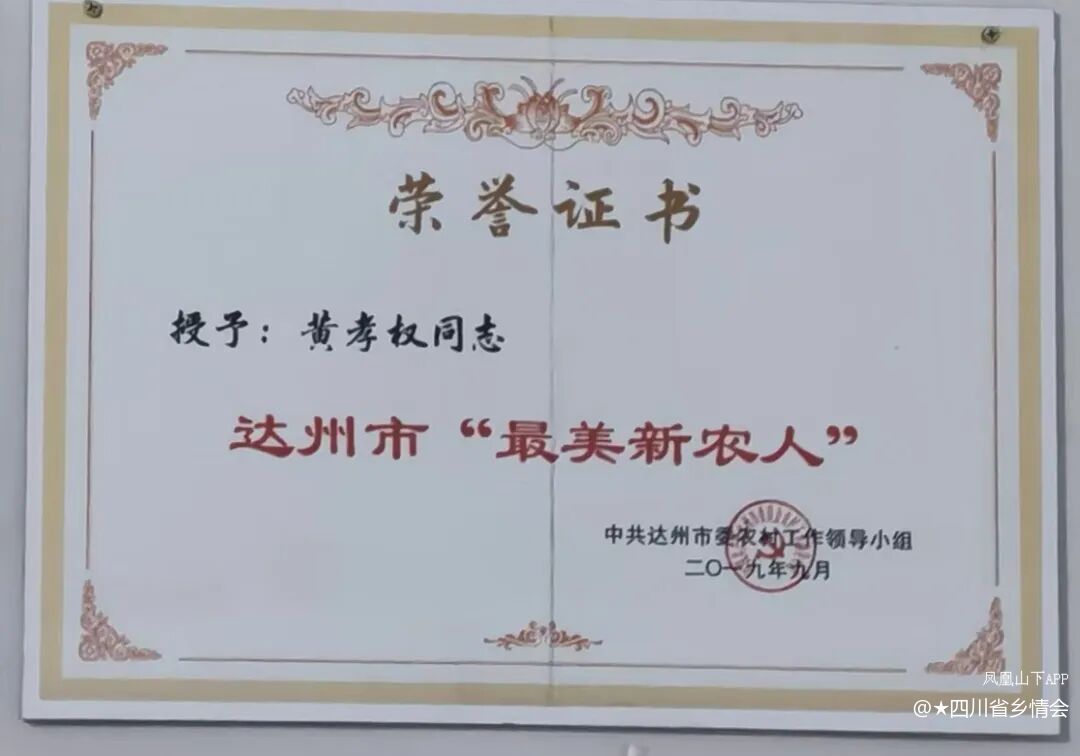 荣誉证书
授予：黄孝权同志
达州市“最美新农人”
中共达州市委农村工作领导小组
二〇一九年九月
凤凰山下APP
@★四川省乡情会